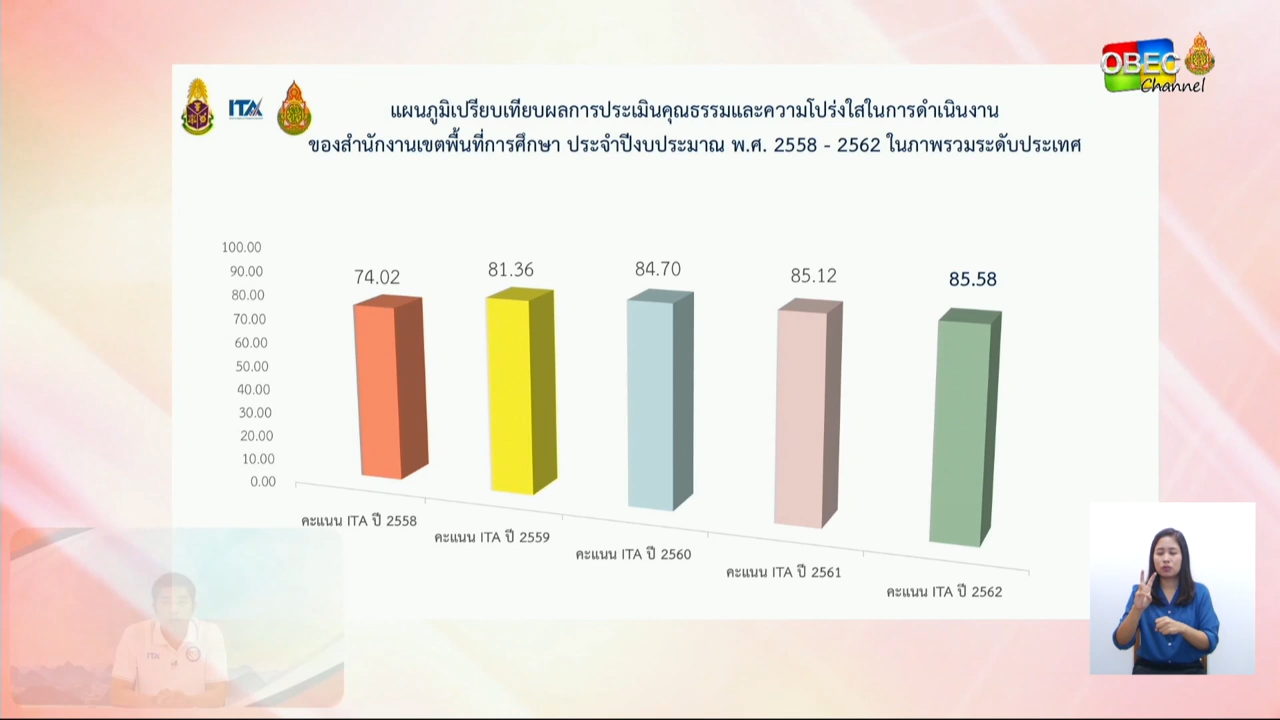 OBEC
Channel
ITA
แผนภูมิเปรียบเทียบผลการประเมินคุณธรรมและความโปร่งใสในการดำเนินงาน
ของสำนักงานเขตพื้นที่การศึกษา ประจำปีงบประมาณ พ.ศ. 2558 - 2562 ในภาพรวมระดับประเทศ
100.00
90.00
80.00
70.00
60.00
50.00
40.00
30.00
20.00
10.00
0.00
74.02
81.36
84.70
85.12
85.58
คะแนน ITA ปี 2558
คะแนน ITA ปี 2559
คะแนน ITA ปี 2560
คะแนน ITA ปี 2561
คะแนน ITA ปี 2562
ITA